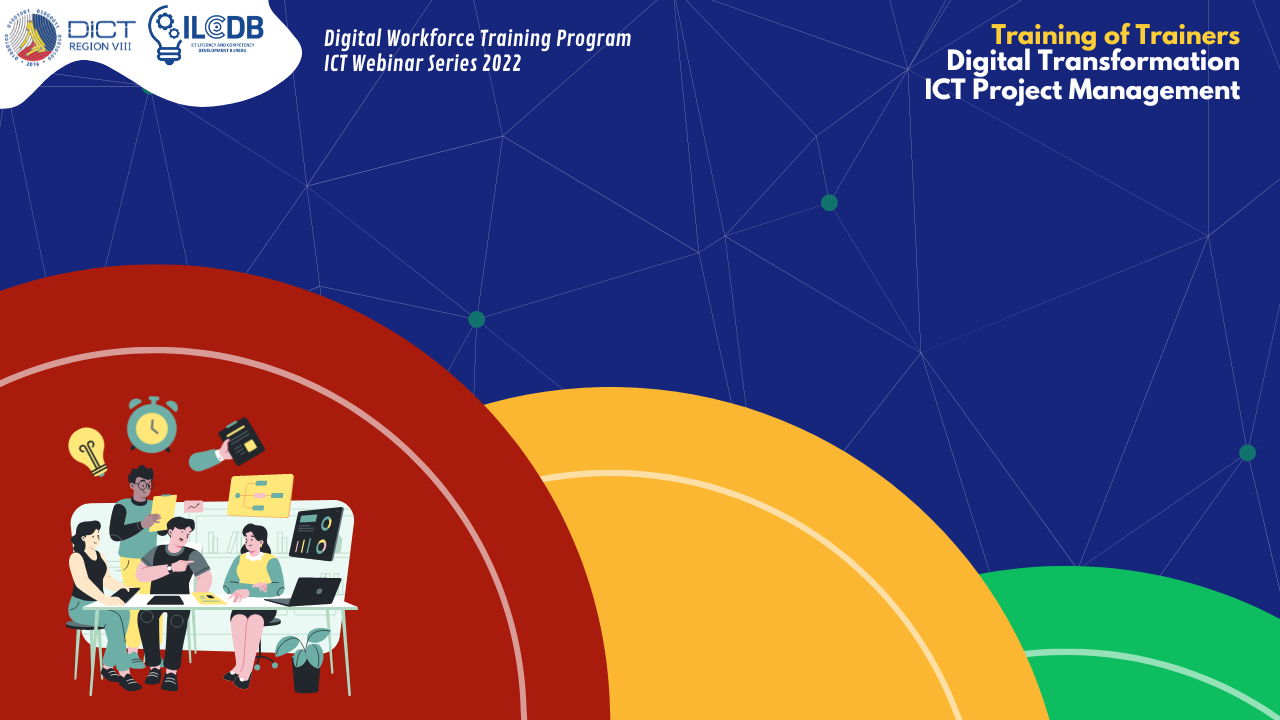 DICT
REGION VIII
2016
ILCDB
ICT LITERACY AND COMPETENCY
DEVELOPMENT BUREAU
Digital Workforce Training Program
ICT Webinar Series 2022
Training of Trainers
Digital Transformation
ICT Project Management